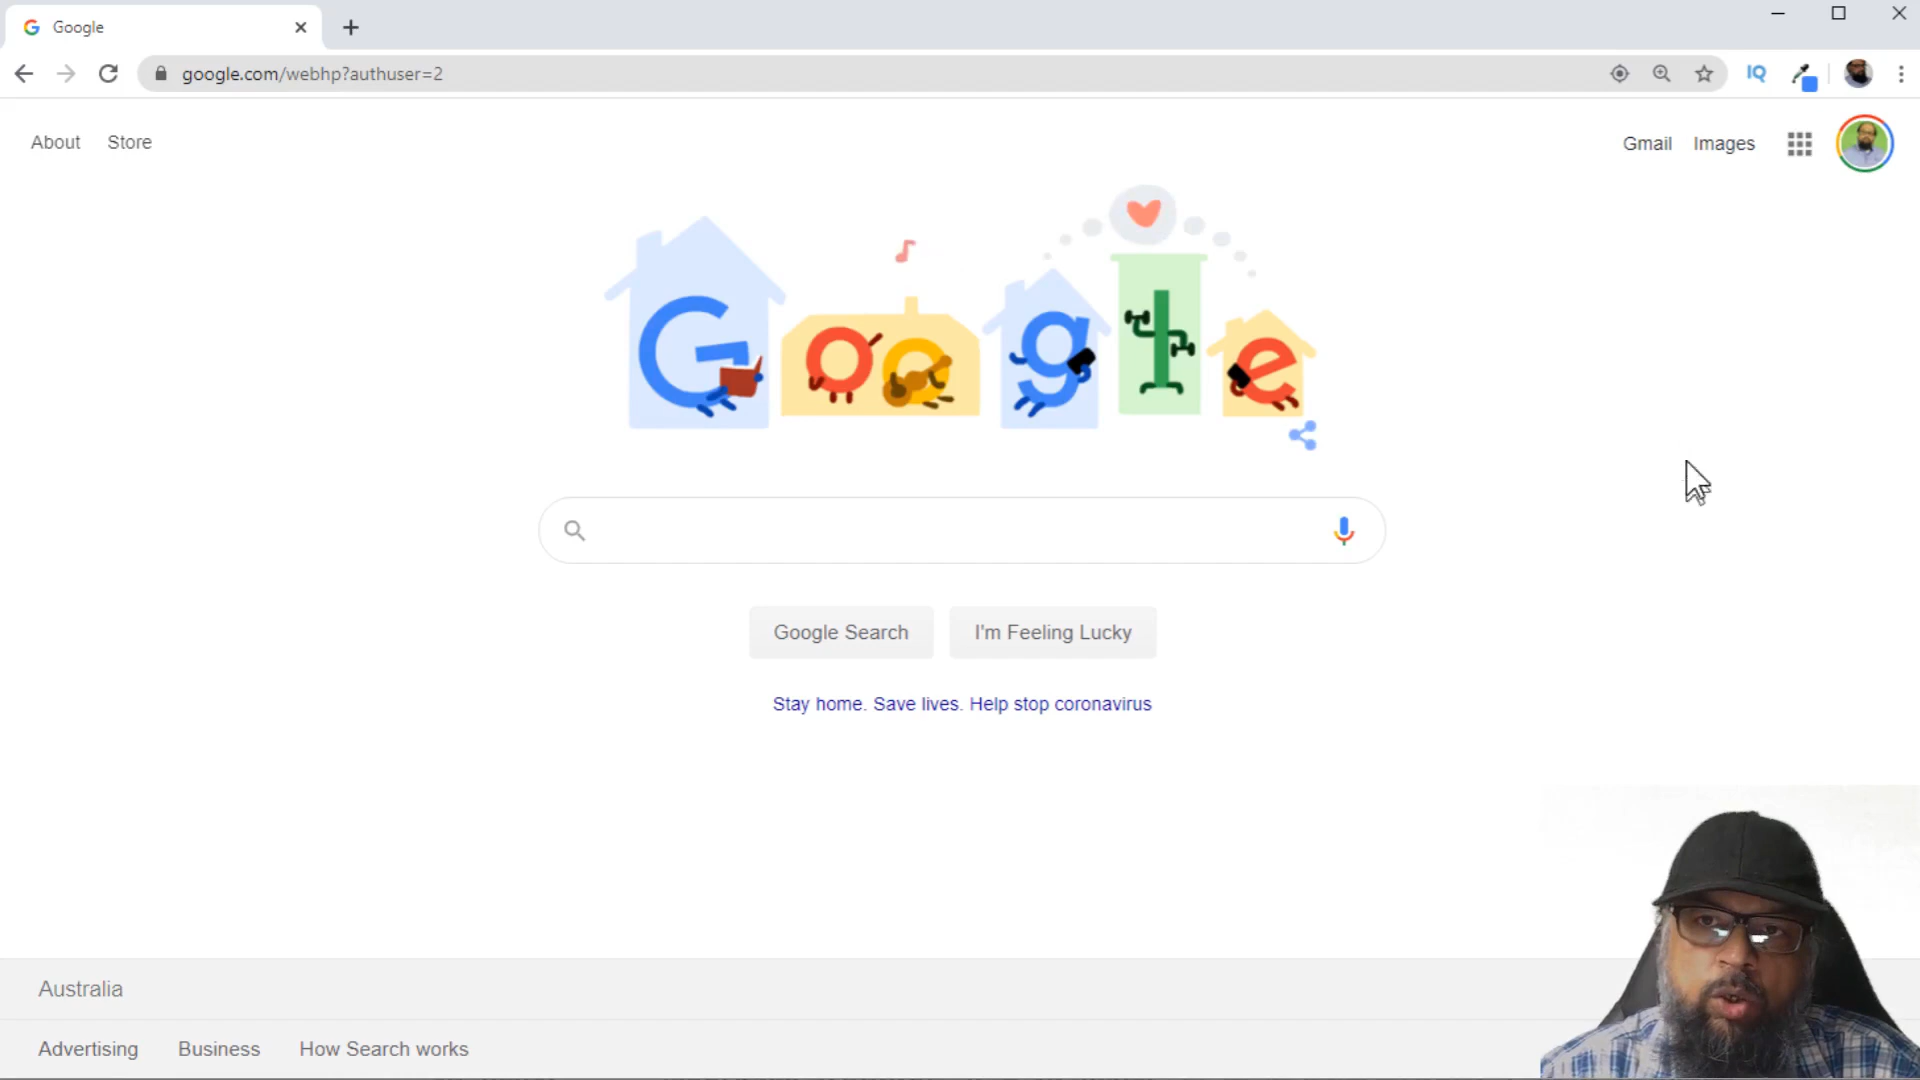 Google
google.com/webhp?authuser=2
IQ
About Store
Gmail Images
Google
Google Search
I'm Feeling Lucky
Stay home. Save lives. Help stop coronavirus
Australia
Advertising Business How Search works